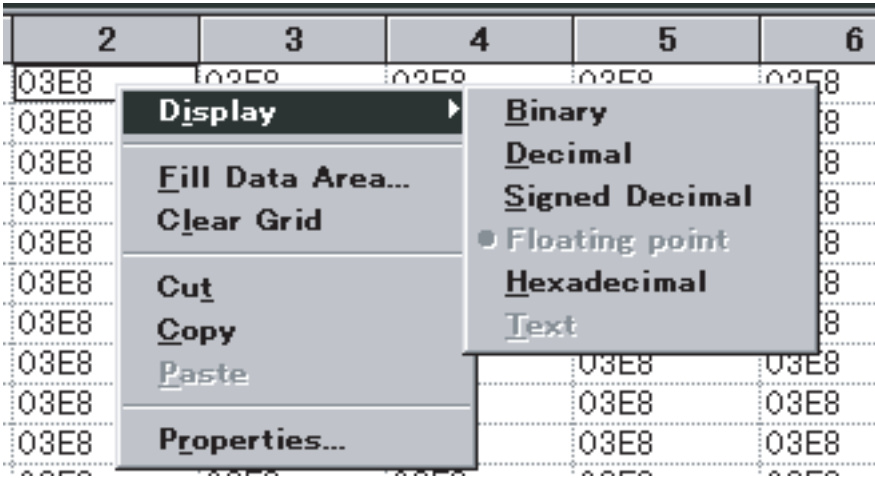 2 3 4 5 6
03E8
03E8
03E8
03E8
03E8
03E8
03E8
03E8 03E8 03E8
03E8 03E8 03E8
03E8 03E8 03E8
Display
Fill Data Area...
Clear Grid
Cut
Copy
Paste
Properties...
Binary
Decimal
Signed Decimal
Floating point
Hexadecimal
Text